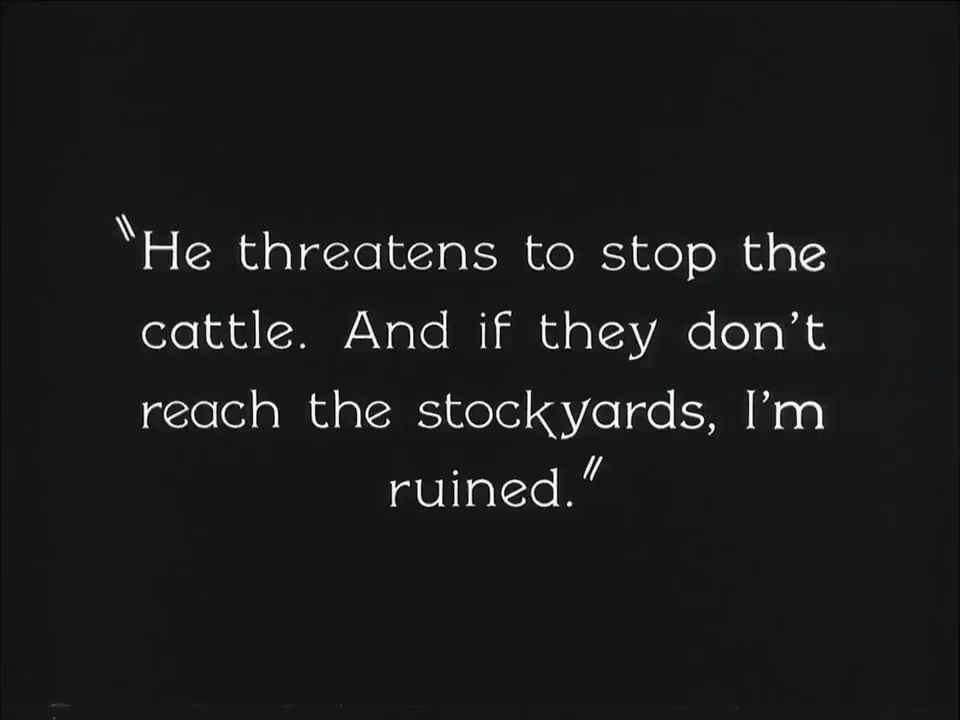 "He threatens to stop the
cattle. And if they don't
reach the stockyards, I'm
ruined."